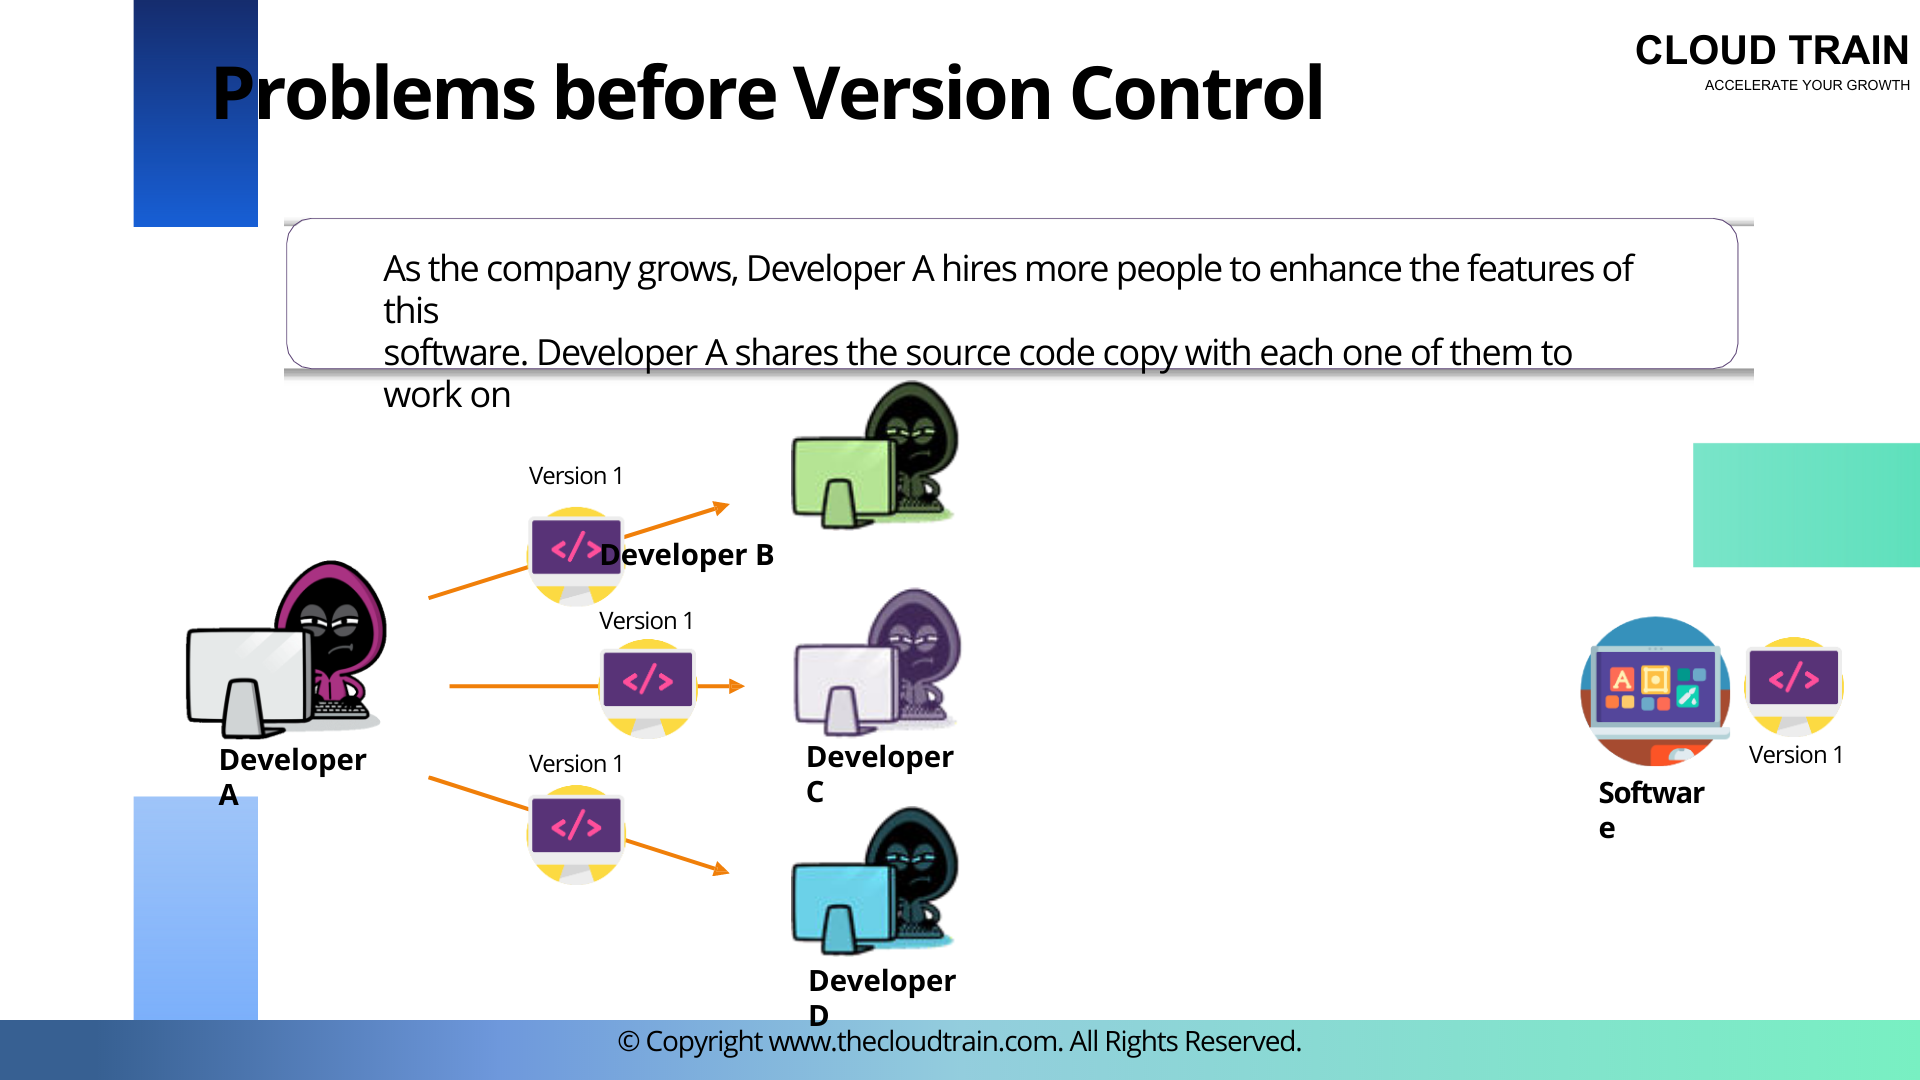 Problems before Version Control
CLOUD TRAIN
ACCELERATE YOUR GROWTH
As the company grows, Developer A hires more people to enhance the features of
this
software. Developer A shares the source code copy with each one of them to
work on
Version 1
</>
Developer B
Version 1
</>
Developer
A
Version 1
</>
Developer
C
Developer
D
A
</>
Version 1
Softwar
e
© Copyright www.thecloudtrain.com. All Rights Reserved.